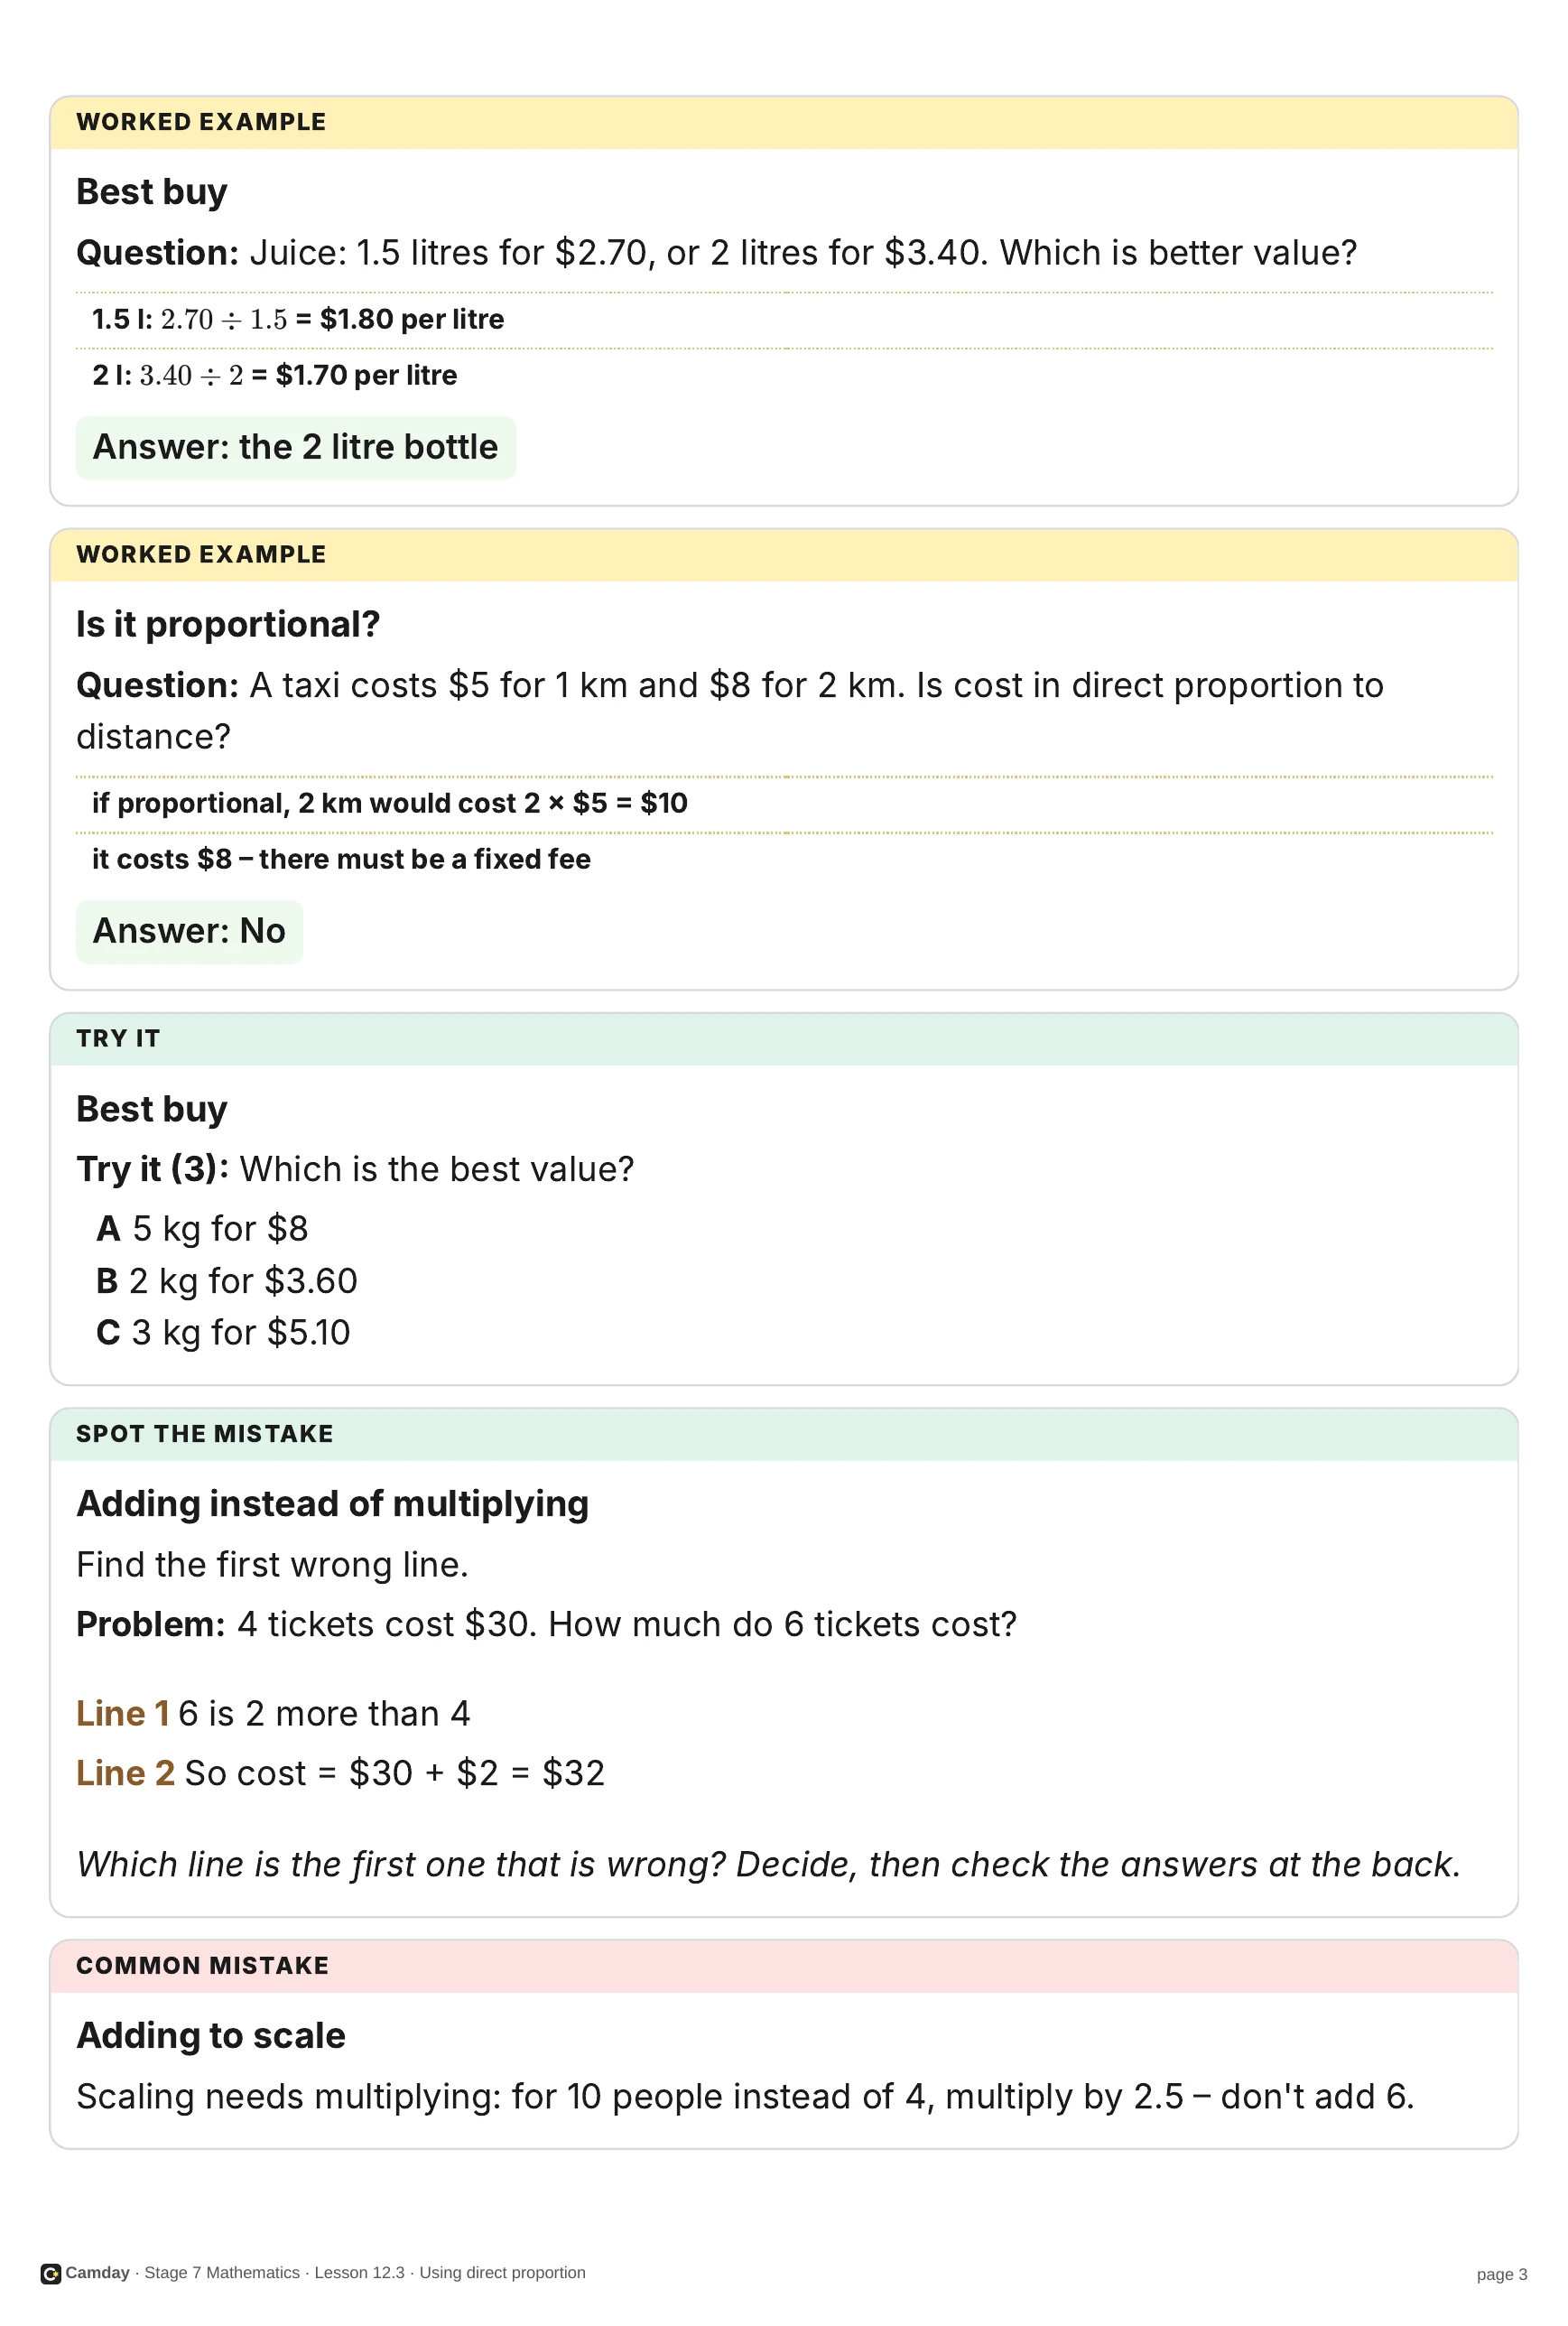 WORKED EXAMPLE
Best buy
Question: Juice: 1.5 litres for $2.70, or 2 litres for $3.40. Which is better value?
1.5 l: 2.70 ÷ 1.5 = $1.80 per litre
2 l: 3.40 ÷ 2 = $1.70 per litre
Answer: the 2 litre bottle
WORKED EXAMPLE
Is it proportional?
Question: A taxi costs $5 for 1 km and $8 for 2 km. Is cost in direct proportion to
distance?
if proportional, 2 km would cost 2 × $5 = $10
it costs $8 – there must be a fixed fee
Answer: No
TRY IT
Best buy
Try it (3): Which is the best value?
A 5 kg for $8
B 2 kg for $3.60
C 3 kg for $5.10
SPOT THE MISTAKE
Adding instead of multiplying
Find the first wrong line.
Problem: 4 tickets cost $30. How much do 6 tickets cost?
Line 1 6 is 2 more than 4
Line 2 So cost = $30 + $2 = $32
Which line is the first one that is wrong? Decide, then check the answers at the back.
COMMON MISTAKE
Adding to scale
Scaling needs multiplying: for 10 people instead of 4, multiply by 2.5 – don't add 6.
Camday · Stage 7 Mathematics · Lesson 12.3 · Using direct proportion
page 3